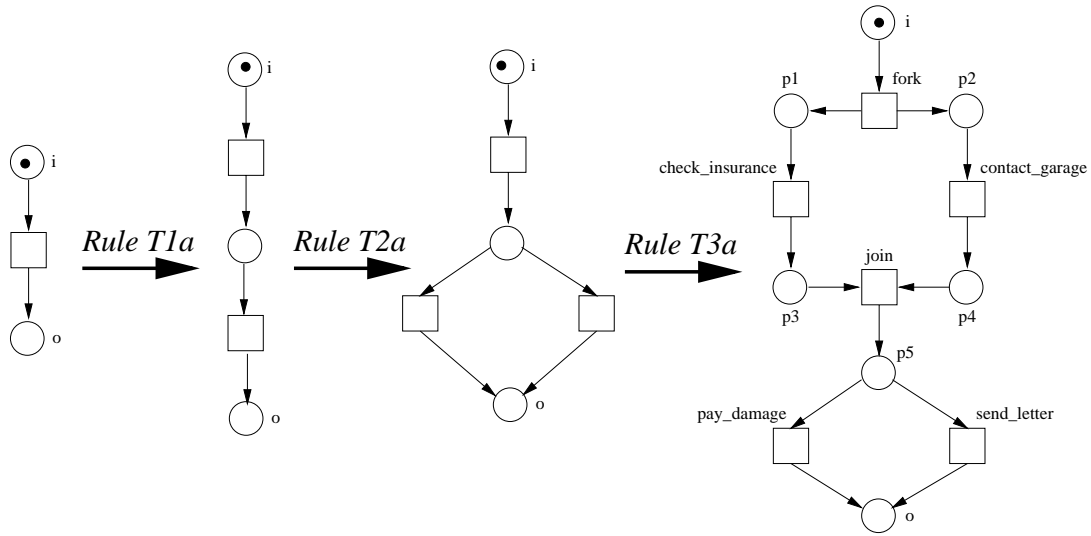 i
o
Rule T1a
i
o
Rule T2a
i
o
Rule T3a
i
p1
fork
p2
check_insurance
contact_garage
join
p3
p4
p5
pay_damage
send_letter
o